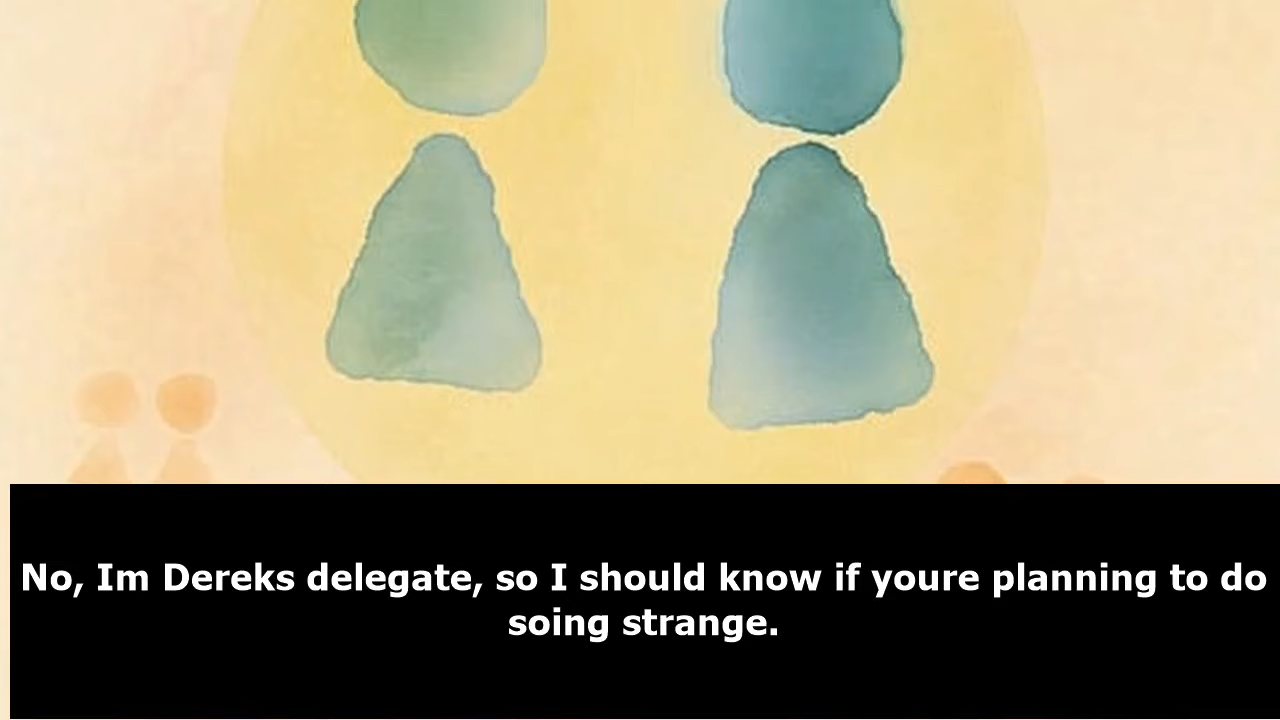 No, Im Dereks delegate, so I should know if youre planning to do
soing strange.